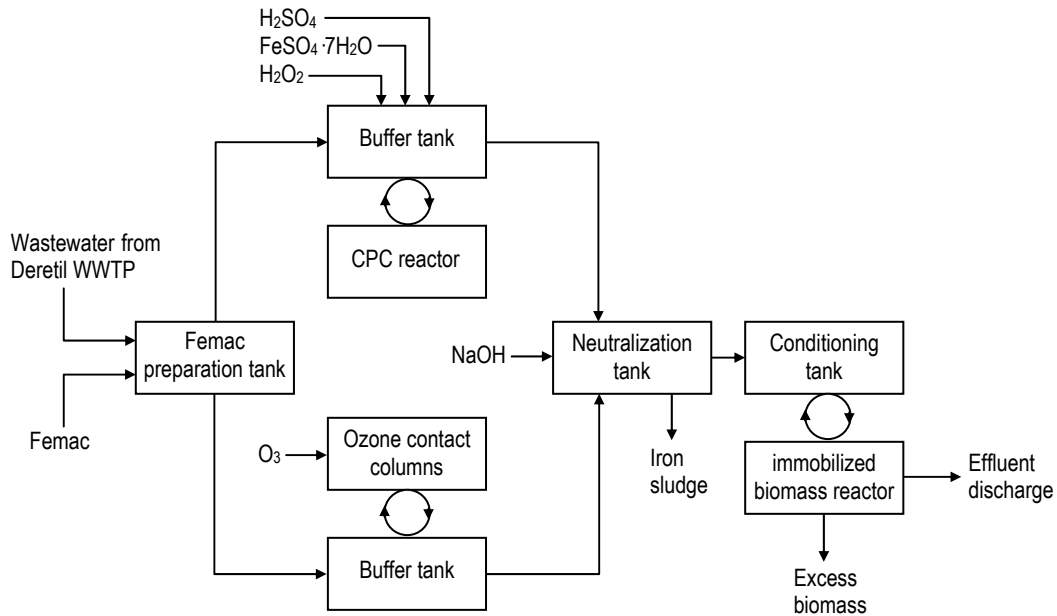 H₂SO₄
FeSO₄·7H₂O
H₂O₂
Buffer tank
CPC reactor
Wastewater from
Deretil WWTP
Femac
preparation tank
Femac
NaOH
Neutralization
tank
Conditioning
tank
O₃
Ozone contact
columns
Iron
sludge
immobilized
biomass reactor
Effluent
discharge
Buffer tank
Excess
biomass